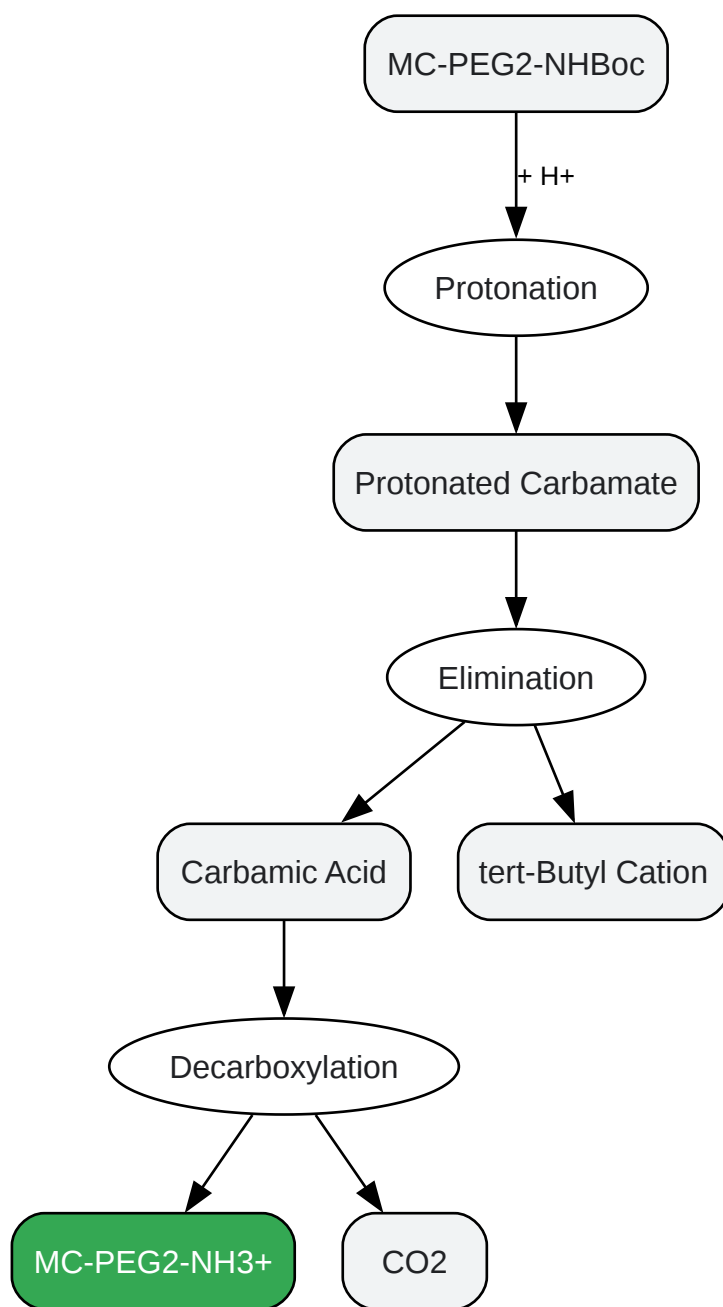 MC-PEG2-NHBoc
+ H+
Protonation
Protonated Carbamate
Elimination
Carbamic Acid
tert-Butyl Cation
Decarboxylation
MC-PEG2-NH3+
CO2